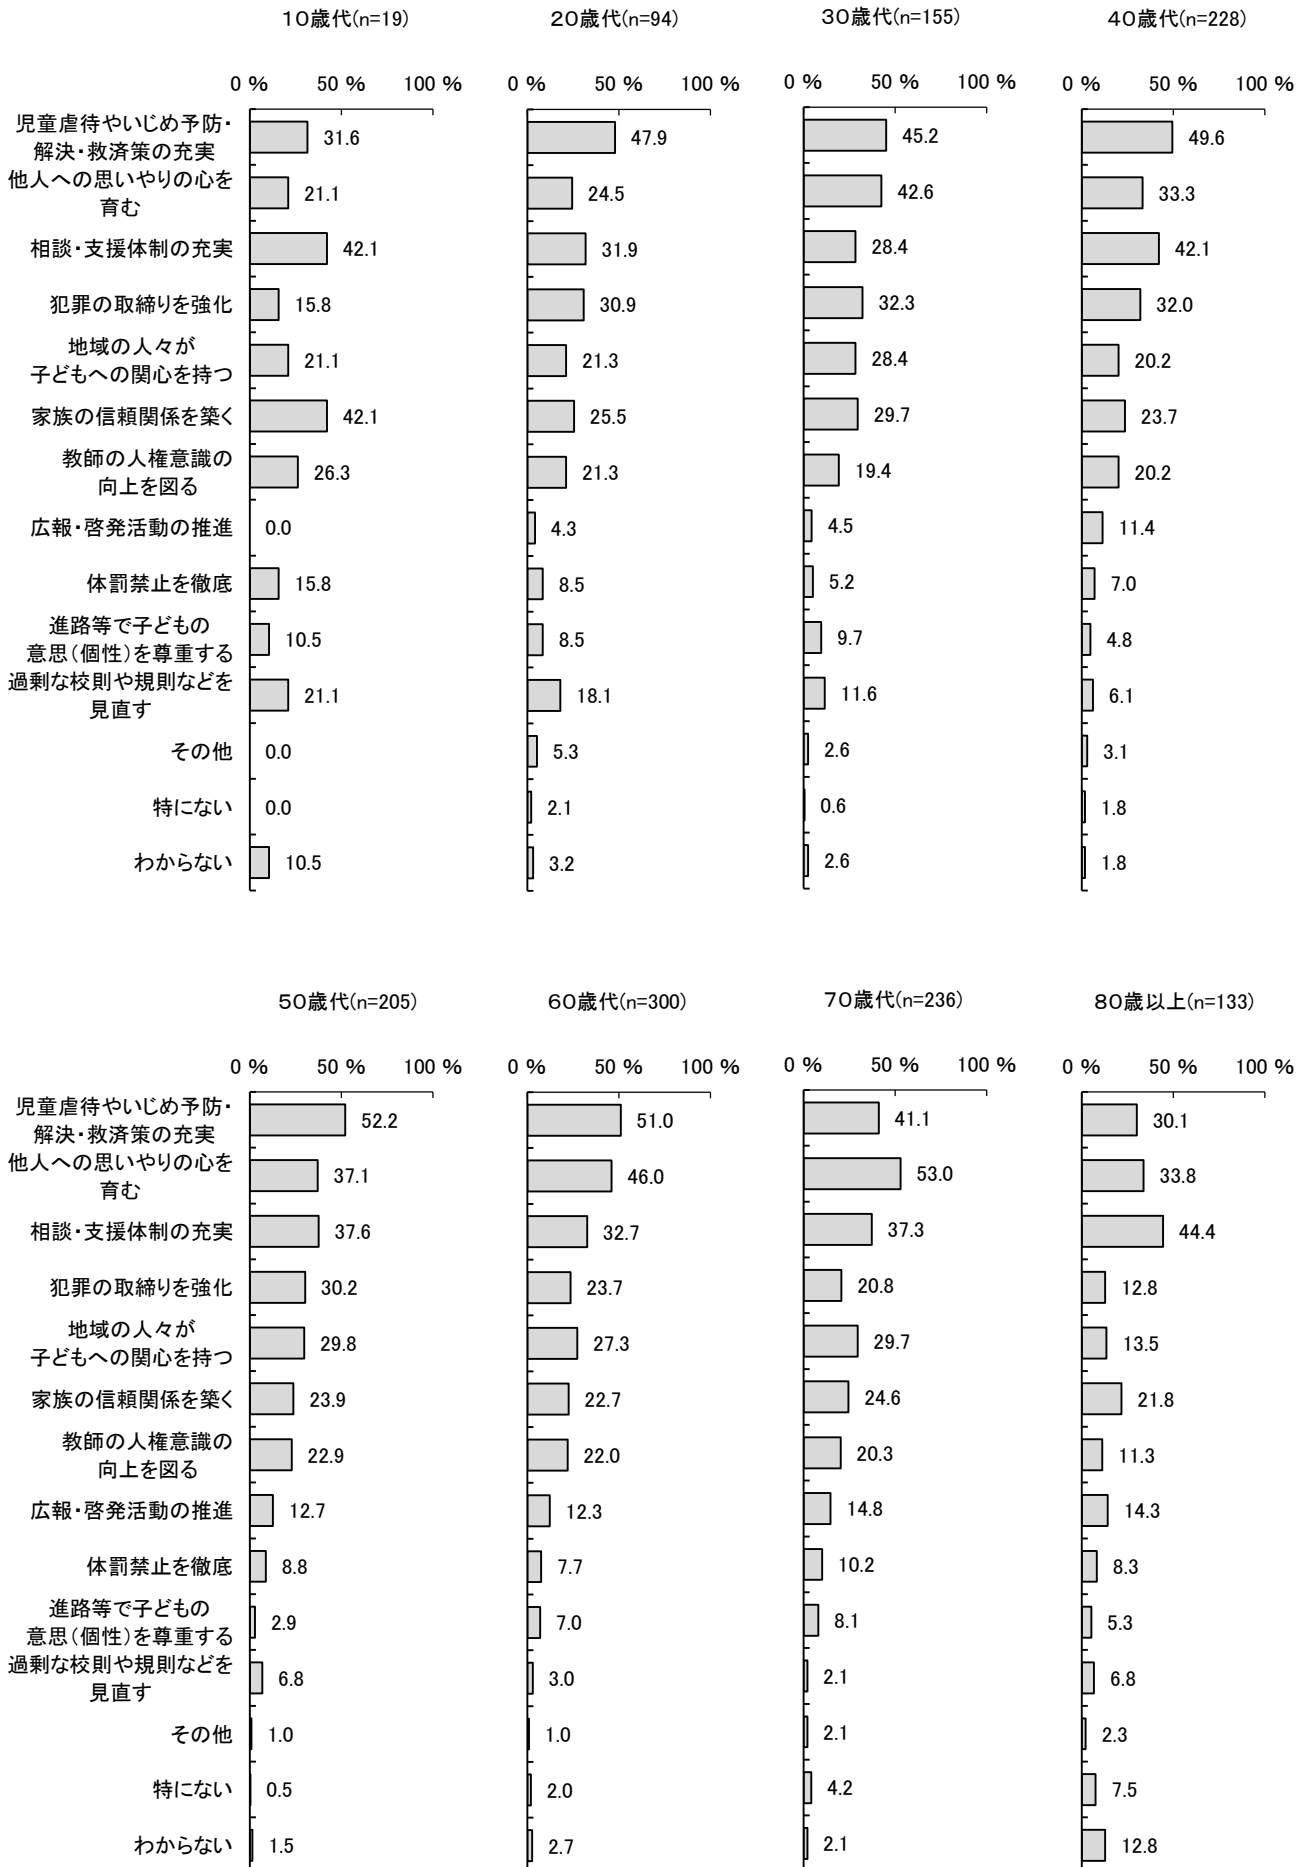 10歳代(n=19) 20歳代(n=94) 30歳代(n=155) 40歳代(n=228)
0 % 50 % 100 % 0 % 50 % 100 % 0 % 50 % 100 % 0 % 50 % 100 %
児童虐待やいじめ予防・
解決・救済策の充実 31.6 47.9 45.2 49.6
他人への思いやりの心を
育む 21.1 24.5 42.6 33.3
相談・支援体制の充実 42.1 31.9 28.4 42.1
犯罪の取締りを強化 15.8 30.9 32.3 32.0
地域の人々が
子どもへの関心を持つ 21.1 21.3 28.4 20.2
家族の信頼関係を築く 42.1 25.5 29.7 23.7
教師の人権意識の
向上を図る 26.3 21.3 19.4 20.2
広報・啓発活動の推進 0.0 4.3 4.5 11.4
体罰禁止を徹底 15.8 8.5 5.2 7.0
進路等で子どもの
意思(個性)を尊重する 10.5 8.5 9.7 4.8
過剰な校則や規則などを
見直す 21.1 18.1 11.6 6.1
その他 0.0 5.3 2.6 3.1
特にない 0.0 2.1 0.6 1.8
わからない 10.5 3.2 2.6 1.8
50歳代(n=205) 60歳代(n=300) 70歳代(n=236) 80歳以上(n=133)
0 % 50 % 100 % 0 % 50 % 100 % 0 % 50 % 100 % 0 % 50 % 100 %
児童虐待やいじめ予防・
解決・救済策の充実 52.2 51.0 41.1 30.1
他人への思いやりの心を
育む 37.1 46.0 53.0 33.8
相談・支援体制の充実 37.6 32.7 37.3 44.4
犯罪の取締りを強化 30.2 23.7 20.8 12.8
地域の人々が
子どもへの関心を持つ 29.8 27.3 29.7 13.5
家族の信頼関係を築く 23.9 22.7 24.6 21.8
教師の人権意識の
向上を図る 22.9 22.0 20.3 11.3
広報・啓発活動の推進 12.7 12.3 14.8 14.3
体罰禁止を徹底 8.8 7.7 10.2 8.3
進路等で子どもの
意思(個性)を尊重する 2.9 7.0 8.1 5.3
過剰な校則や規則などを
見直す 6.8 3.0 2.1 6.8
その他 1.0 1.0 2.1 2.3
特にない 0.5 2.0 4.2 7.5
わからない 1.5 2.7 2.1 12.8